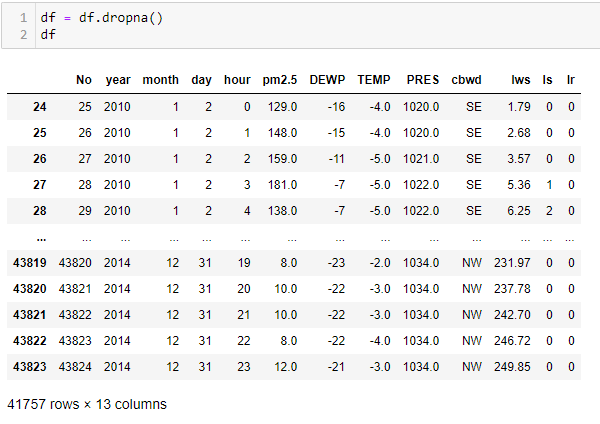 1 df = df.dropna()
2 df
No year month day hour pm2.5 DEWP TEMP PRES cbwd Iws Is Ir
24 25 2010 1 2 0 129.0 -16 -4.0 1020.0 SE 1.79 0 0
25 26 2010 1 2 1 148.0 -15 -4.0 1020.0 SE 2.68 0 0
26 27 2010 1 2 2 159.0 -11 -5.0 1021.0 SE 3.57 0 0
27 28 2010 1 2 3 181.0 -7 -5.0 1022.0 SE 5.36 1 0
28 29 2010 1 2 4 138.0 -7 -5.0 1022.0 SE 6.25 2 0
... ... ... ... ... ... ... ... ... ... ... ... ... ...
43819 43820 2014 12 31 19 8.0 -23 -2.0 1034.0 NW 231.97 0 0
43820 43821 2014 12 31 20 10.0 -22 -3.0 1034.0 NW 237.78 0 0
43821 43822 2014 12 31 21 10.0 -22 -3.0 1034.0 NW 242.70 0 0
43822 43823 2014 12 31 22 8.0 -22 -4.0 1034.0 NW 246.72 0 0
43823 43824 2014 12 31 23 12.0 -21 -3.0 1034.0 NW 249.85 0 0
41757 rows × 13 columns